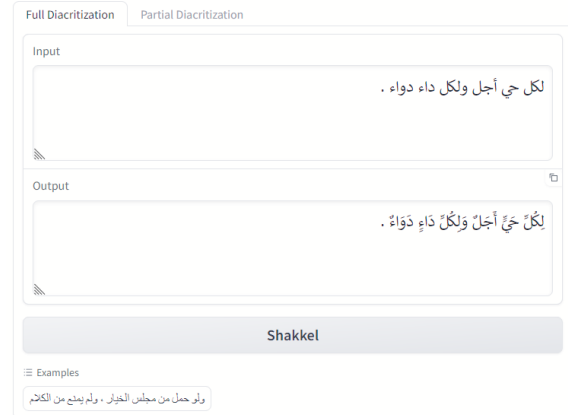 Full Diacritization
Partial Diacritization
Input
لكل حي أجل ولكل داء دواء .
Output
لِكُلِّ حَيٍّ أَجَلٌ وَلِكُلِّ دَاءٍ دَوَاءٌ .
Shakkel
Examples
ولو حمل من مجلس الخيار ، ولم يمنع من الكلام